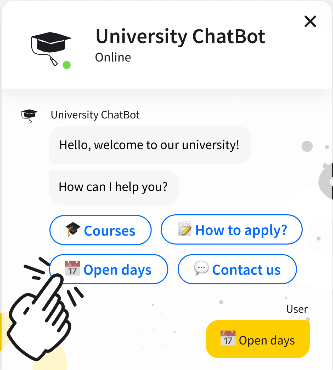 University ChatBot
Online
University ChatBot
Hello, welcome to our university!
How can I help you?
Courses
How to apply?
Open days
Contact us
User
Open days